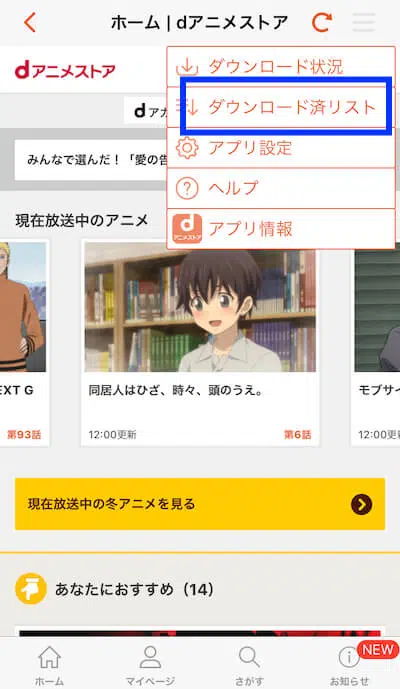 ホーム | dアニメストア
ダウンロード状況
dアニメストア
ダウンロード済リスト
dアカ
アプリ設定
みんなで選んだ！「愛の告
ヘルプ
d
アニメストア
アプリ情報
現在放送中のアニメ
EXT G
第93話
同居人はひざ、時々、頭のうえ。
12:00更新
第6話
モブサイ
12:00更新
現在放送中の冬アニメを見る
あなたにおすすめ（14）
NEW
ホーム
マイページ
さがす
お知らせ